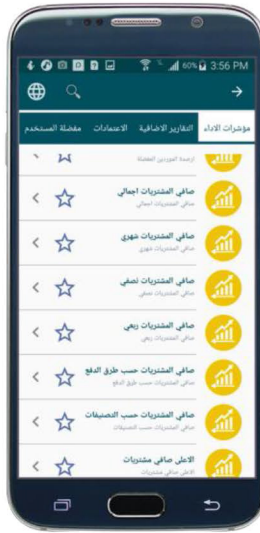 60% 3:56 PM
مؤشرات الاداء التقارير الاضافية الاعتمادات مفضلة المستخدم
ارصدة الموردين المفضلة
صافي المشتريات اجمالي
صافي المشتريات اجمالي
صافي المشتريات شهري
صافي المشتريات شهري
صافي المشتريات نصفي
صافي المشتريات نصفي
صافي المشتريات ربعي
صافي المشتريات ربعي
صافي المشتريات حسب طرق الدفع
صافي المشتريات حسب طرق الدفع
صافي المشتريات حسب التصنيفات
صافي المشتريات حسب التصنيفات
الاعلى صافي مشتريات
الاعلى صافي مشتريات